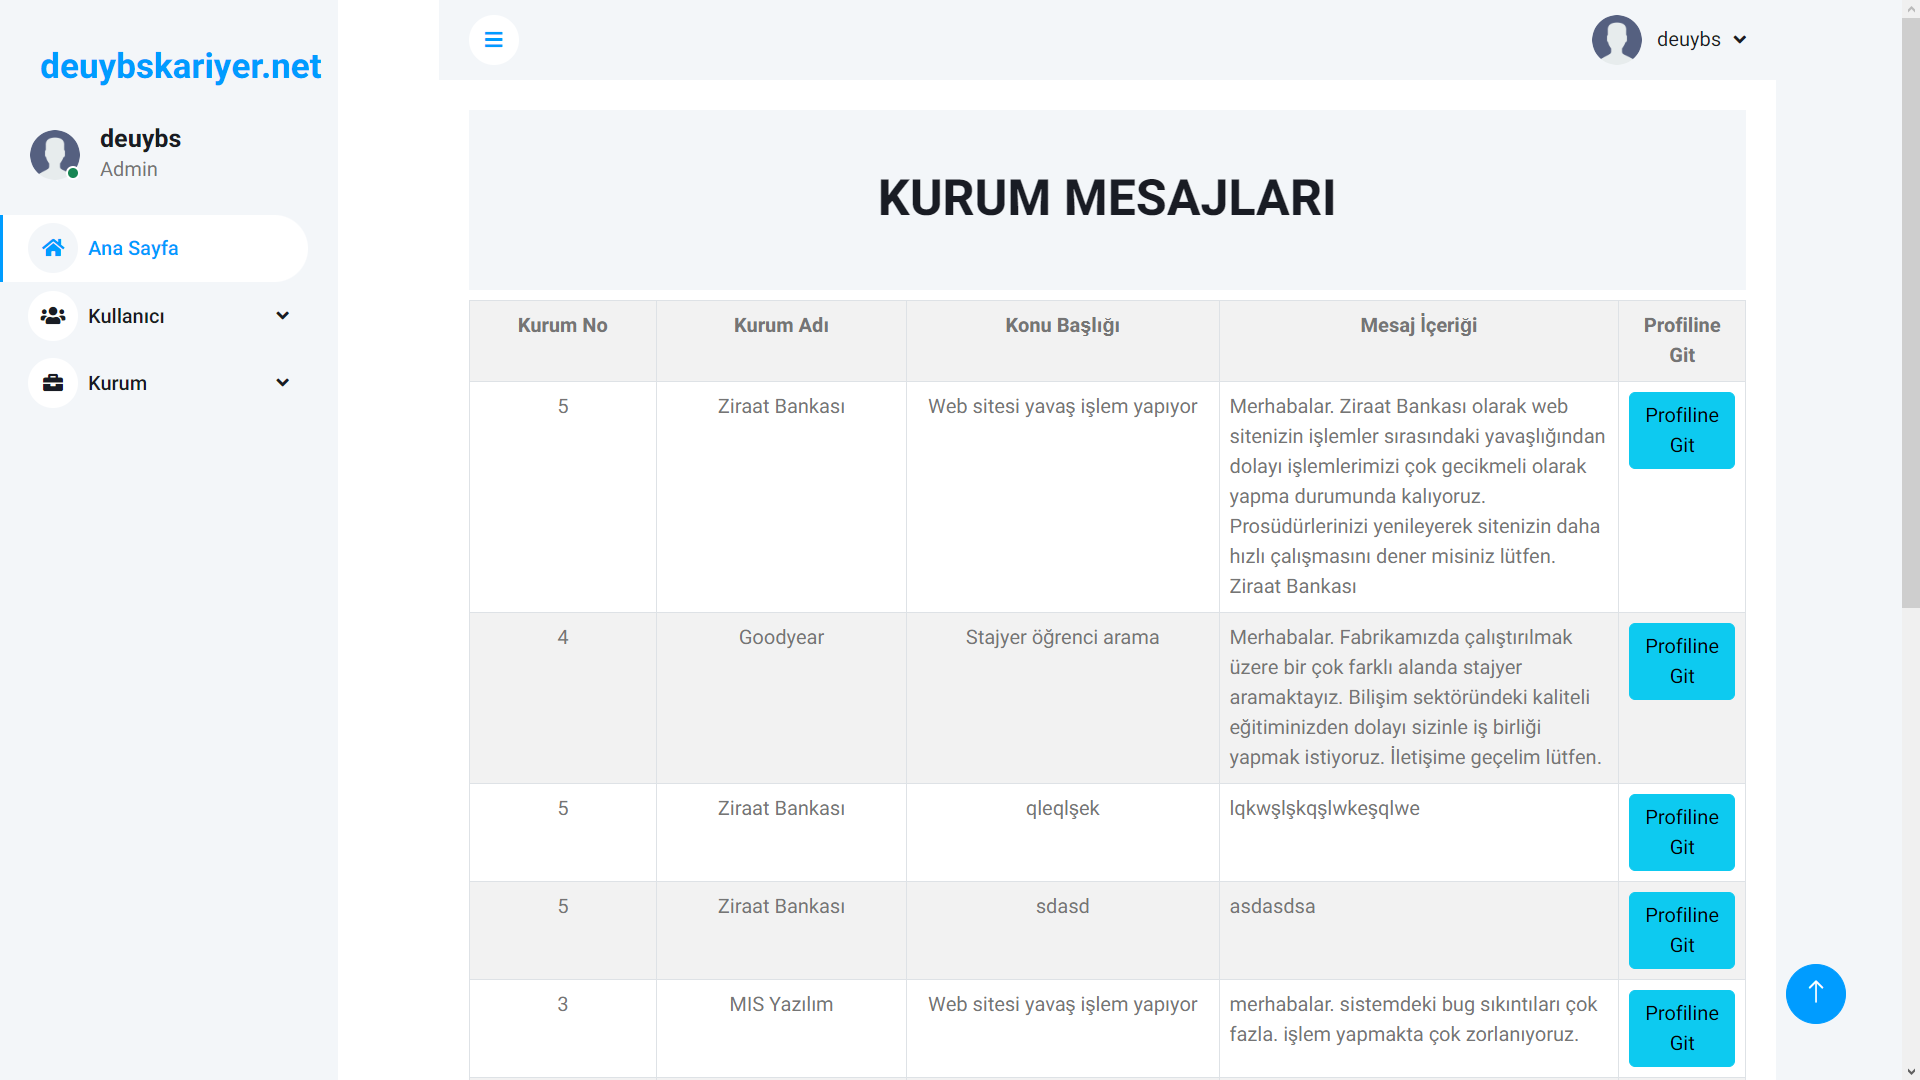 deuybskariyer.net
deuybs
Admin
Ana Sayfa
Kullanıcı
Kurum
deuybs
KURUM MESAJLARI
Kurum No
Kurum Adı
Konu Başlığı
Mesaj İçeriği
Profiline
Git
5
Ziraat Bankası
Web sitesi yavaş işlem yapıyor
Merhabalar. Ziraat Bankası olarak web
sitenizin işlemler sırasındaki yavaşlığından
dolayı işlemlerimizi çok gecikmeli olarak
yapma durumunda kalıyoruz.
Prosüdürlerinizi yenileyerek sitenizin daha
hızlı çalışmasını dener misiniz lütfen.
Ziraat Bankası
Profiline
Git
4
Goodyear
Stajyer öğrenci arama
Merhabalar. Fabrikamızda çalıştırılmak
üzere bir çok farklı alanda stajyer
aramaktayız. Bilişim sektöründeki kaliteli
eğitiminizden dolayı sizinle iş birliği
yapmak istiyoruz. İletişime geçelim lütfen.
Profiline
Git
5
Ziraat Bankası
qleqlşek
lqkwşlşkqşlwkeşqlwe
Profiline
Git
5
Ziraat Bankası
sdasd
asdasdsa
Profiline
Git
3
MIS Yazılım
Web sitesi yavaş işlem yapıyor
merhabalar. sistemdeki bug sıkıntıları çok
fazla. işlem yapmakta çok zorlanıyoruz.
Profiline
Git